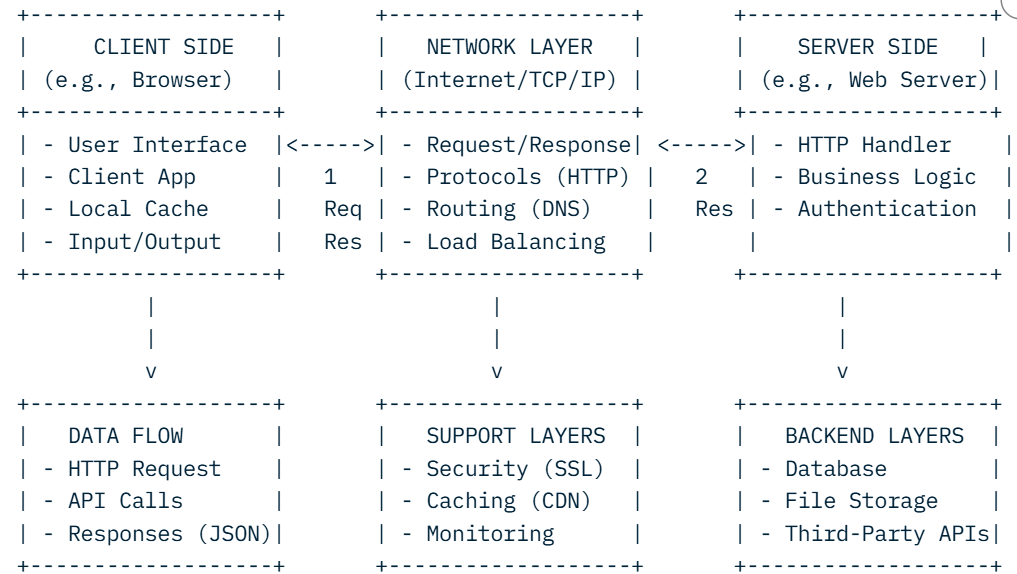 +-------------------+       +--------------------+       +--------------------+
|     CLIENT SIDE   |       |   NETWORK LAYER   |       |    SERVER SIDE   |
| (e.g., Browser)   |       | (Internet/TCP/IP) |       | (e.g., Web Server)|
+-------------------+       +--------------------+       +--------------------+
| - User Interface  |<----->| - Request/Response| <----->| - HTTP Handler    |
| - Client App      |   1   | - Protocols (HTTP) |   2   | - Business Logic  |
| - Local Cache     |   Req | - Routing (DNS)    |   Res | - Authentication  |
| - Input/Output    |   Res | - Load Balancing   |       |                   |
+-------------------+       +--------------------+       +--------------------+
          |                          |                          |
          |                          |                          |
          v                          v                          v
+-------------------+       +--------------------+       +--------------------+
|   DATA FLOW       |       |   SUPPORT LAYERS  |       |   BACKEND LAYERS  |
| - HTTP Request    |       | - Security (SSL)  |       | - Database        |
| - API Calls       |       | - Caching (CDN)   |       | - File Storage    |
| - Responses (JSON)|       | - Monitoring      |       | - Third-Party APIs|
+-------------------+       +--------------------+       +--------------------+